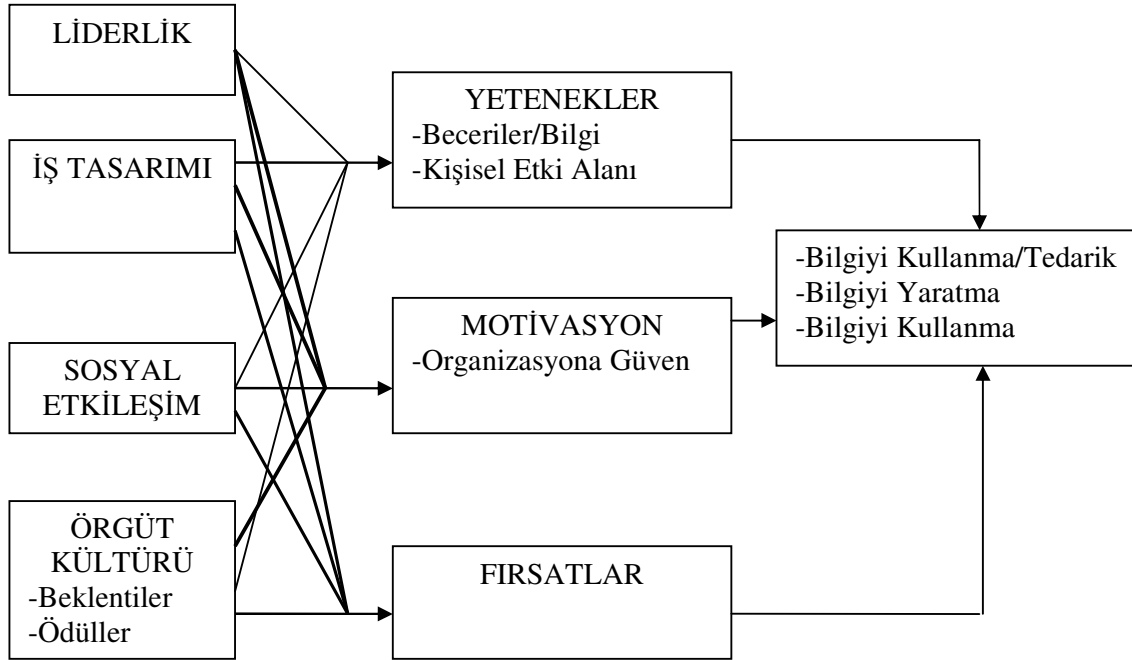 LİDERLİK
İŞ TASARIMI
SOSYAL
ETKİLEŞİM
ÖRGÜT
KÜLTÜRÜ
-Beklentiler
-Ödüller
YETENEKLER
-Beceriler/Bilgi
-Kişisel Etki Alanı
MOTİVASYON
-Organizasyona Güven
FIRSATLAR
-Bilgiyi Kullanma/Tedarik
-Bilgiyi Yaratma
-Bilgiyi Kullanma